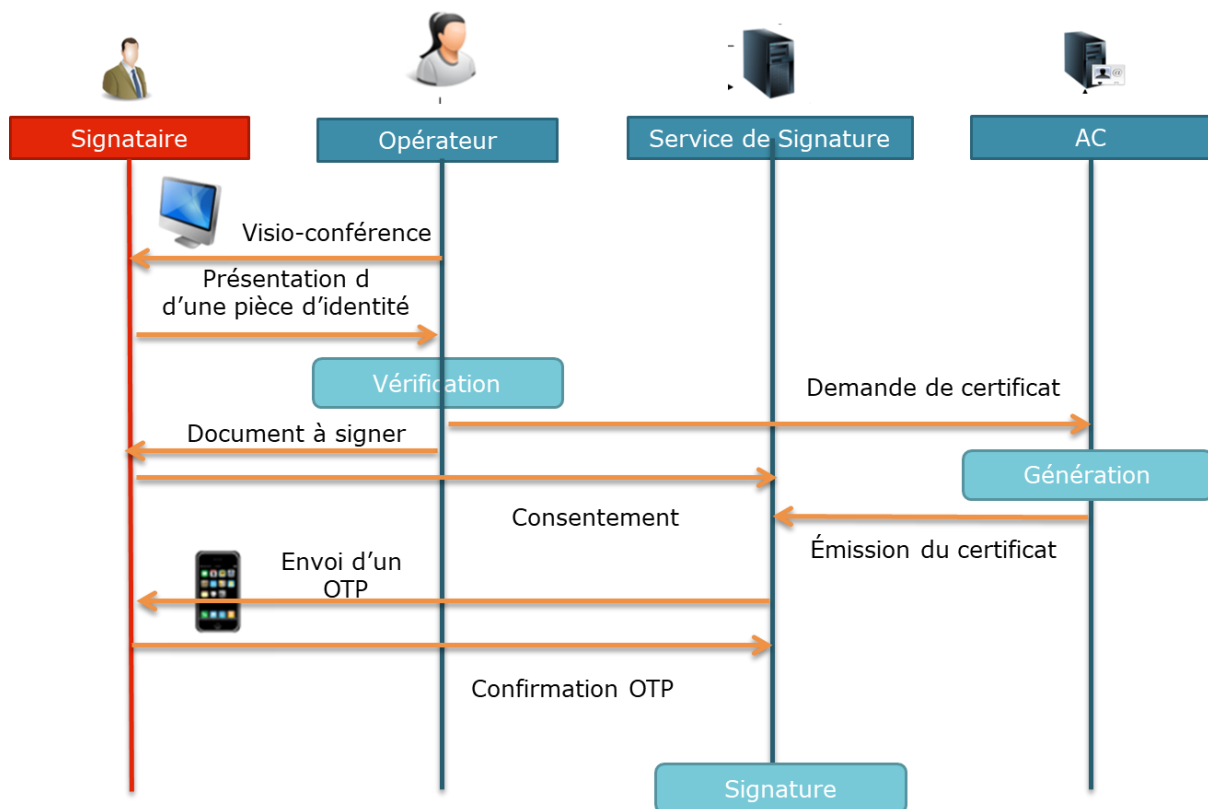 Signataire
Opérateur
Service de Signature
AC
Visio-conférence
Présentation d
d’une pièce d’identité
Vérification
Demande de certificat
Document à signer
Génération
Consentement
Émission du certificat
Envoi d’un
OTP
Confirmation OTP
Signature